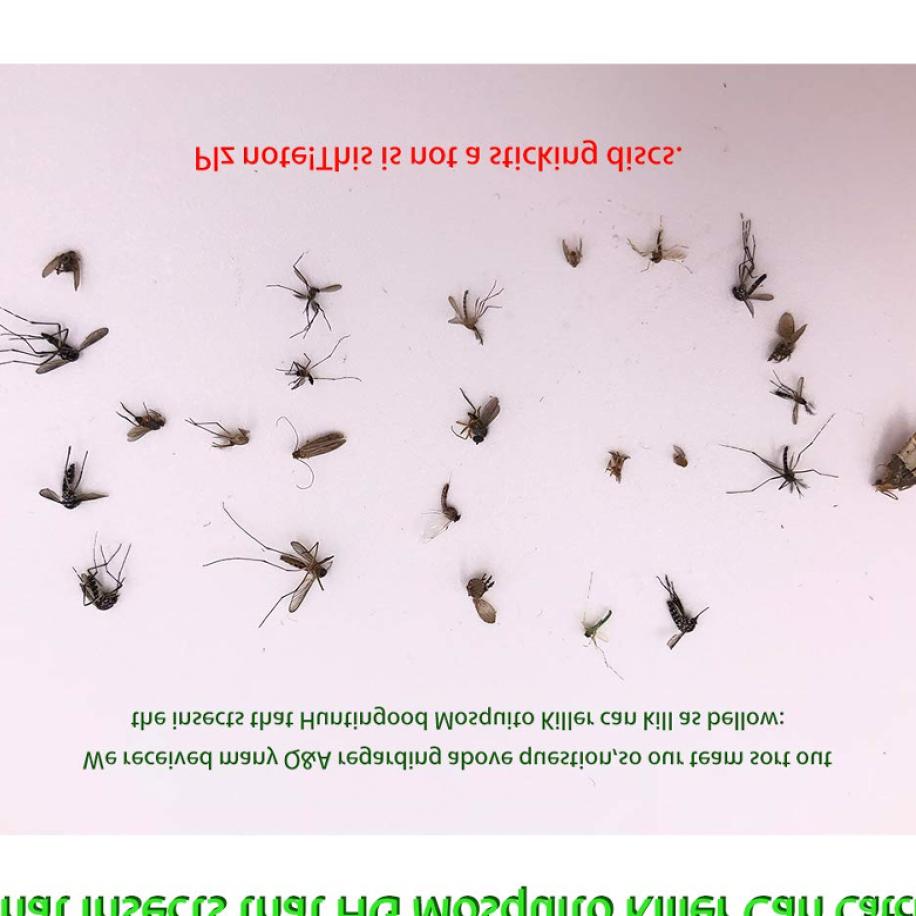 insects that HG Mosquito Killer Can
We received many Q&A regarding above question,so our team sort out
the insects that Huntingood Mosquito Killer can kill as bellow:
Plz note!This is not a sticking discs.